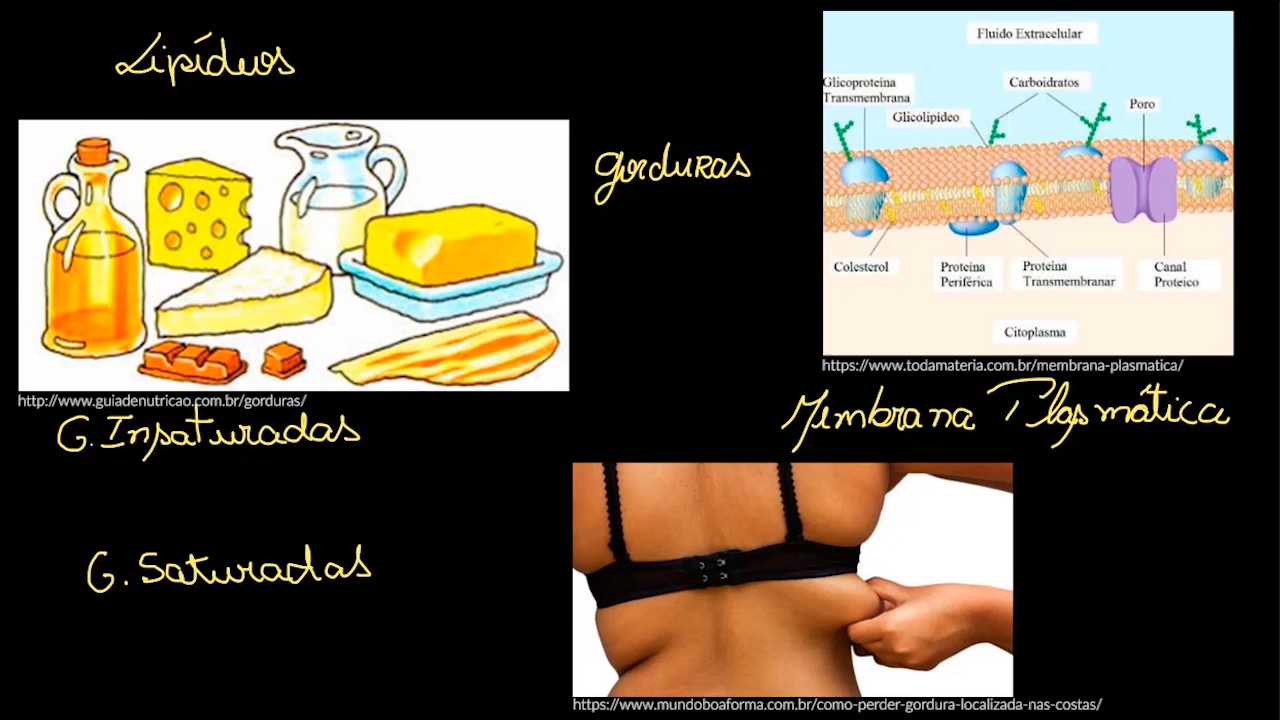 Lipídeos
gorduras
http://www.guiadenutricao.com.br/gorduras/
G. Insaturadas
G. Saturadas
Fluido Extracelular
Glicoproteina
Transmembrana
Carboidratos
Glicolipídeo
Poro
Colesterol
Proteína
Periférica
Proteína
Transmembranar
Canal
Proteico
Citoplasma
https://www.todamateria.com.br/membrana-plasmatica/
Membrana Plasmática
https://www.mundoboaforma.com.br/como-perder-gordura-localizada-nas-costas/